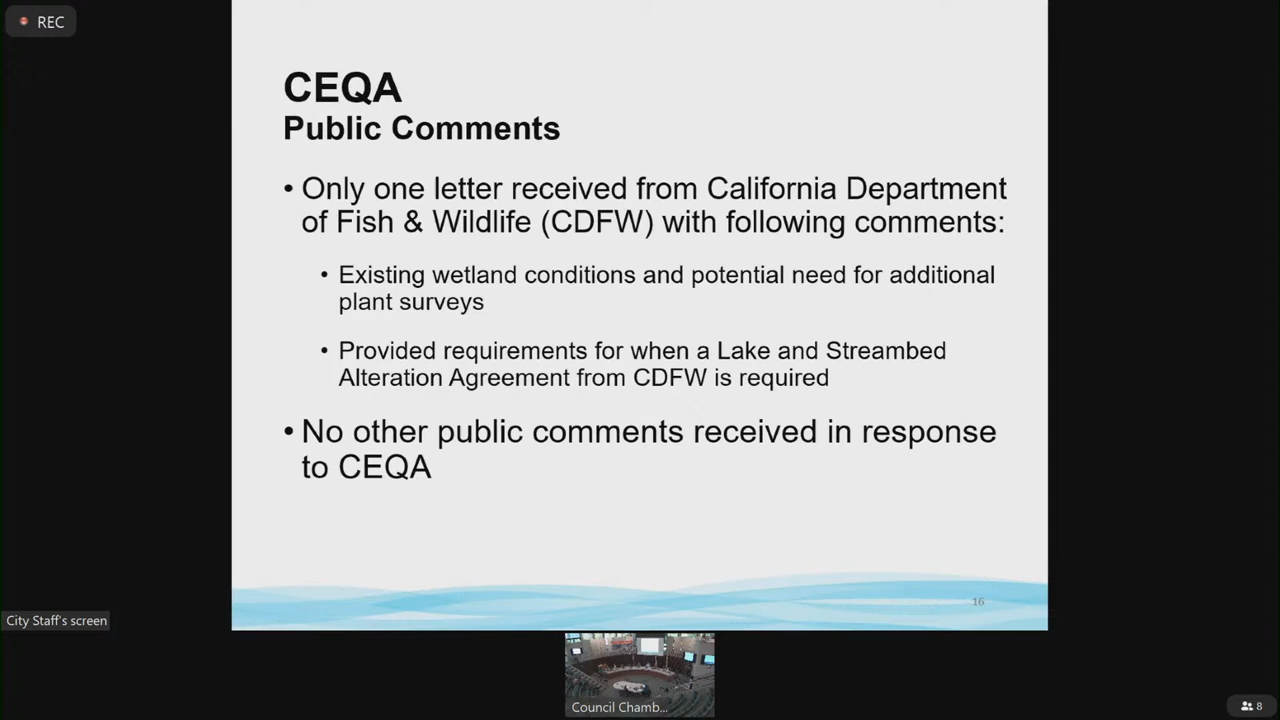 REC
CEQA
Public Comments
• Only one letter received from California Department
of Fish & Wildlife (CDFW) with following comments:
• Existing wetland conditions and potential need for additional
plant surveys
• Provided requirements for when a Lake and Streambed
Alteration Agreement from CDFW is required
• No other public comments received in response
to CEQA
16
City Staff's screen
Council Chamb...
8